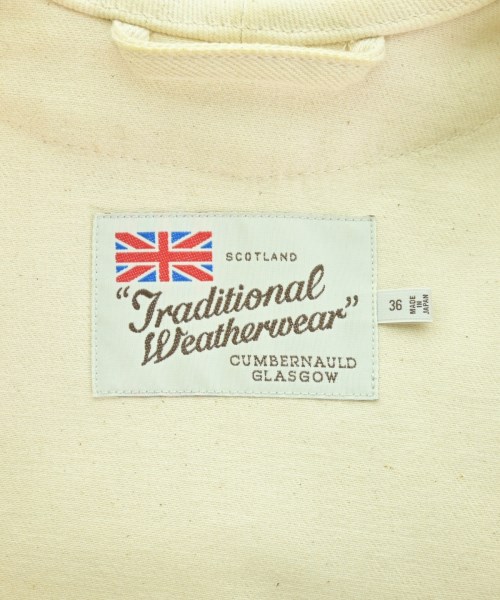 SCOTLAND
"Traditional
Weatherwear"
CUMBERNAULD
GLASGOW
36
MADE
IN
JAPAN